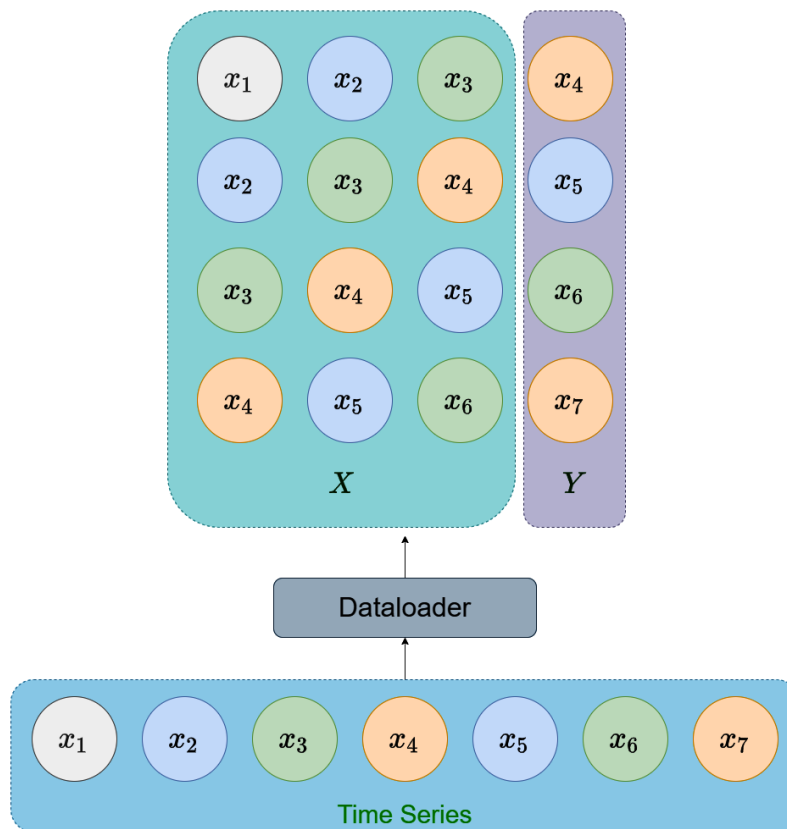 x₁ x₂ x₃ x₄
x₂ x₃ x₄ x₅
x₃ x₄ x₅ x₆
x₄ x₅ x₆ x₇
X Y
Dataloader
x₁ x₂ x₃ x₄ x₅ x₆ x₇
Time Series